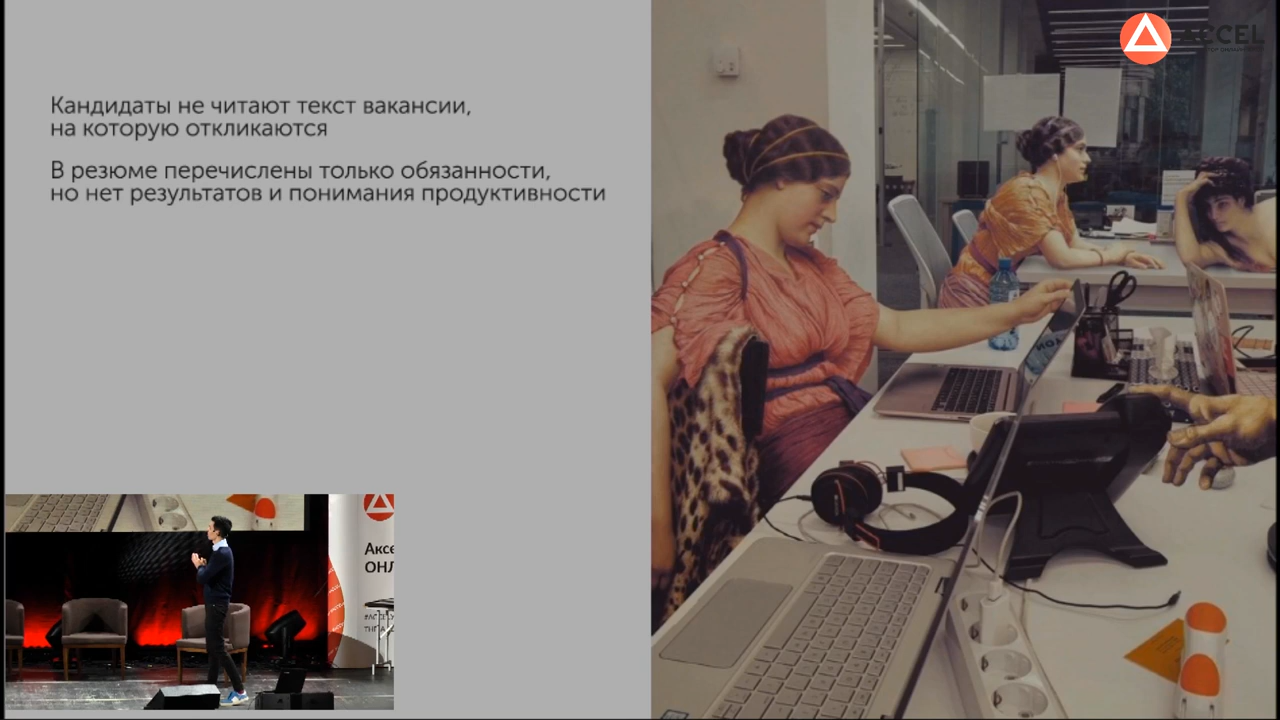 ACCEL
Кандидаты не читают текст вакансии,
на которую откликаются
В резюме перечислены только обязанности,
но нет результатов и понимания продуктивности